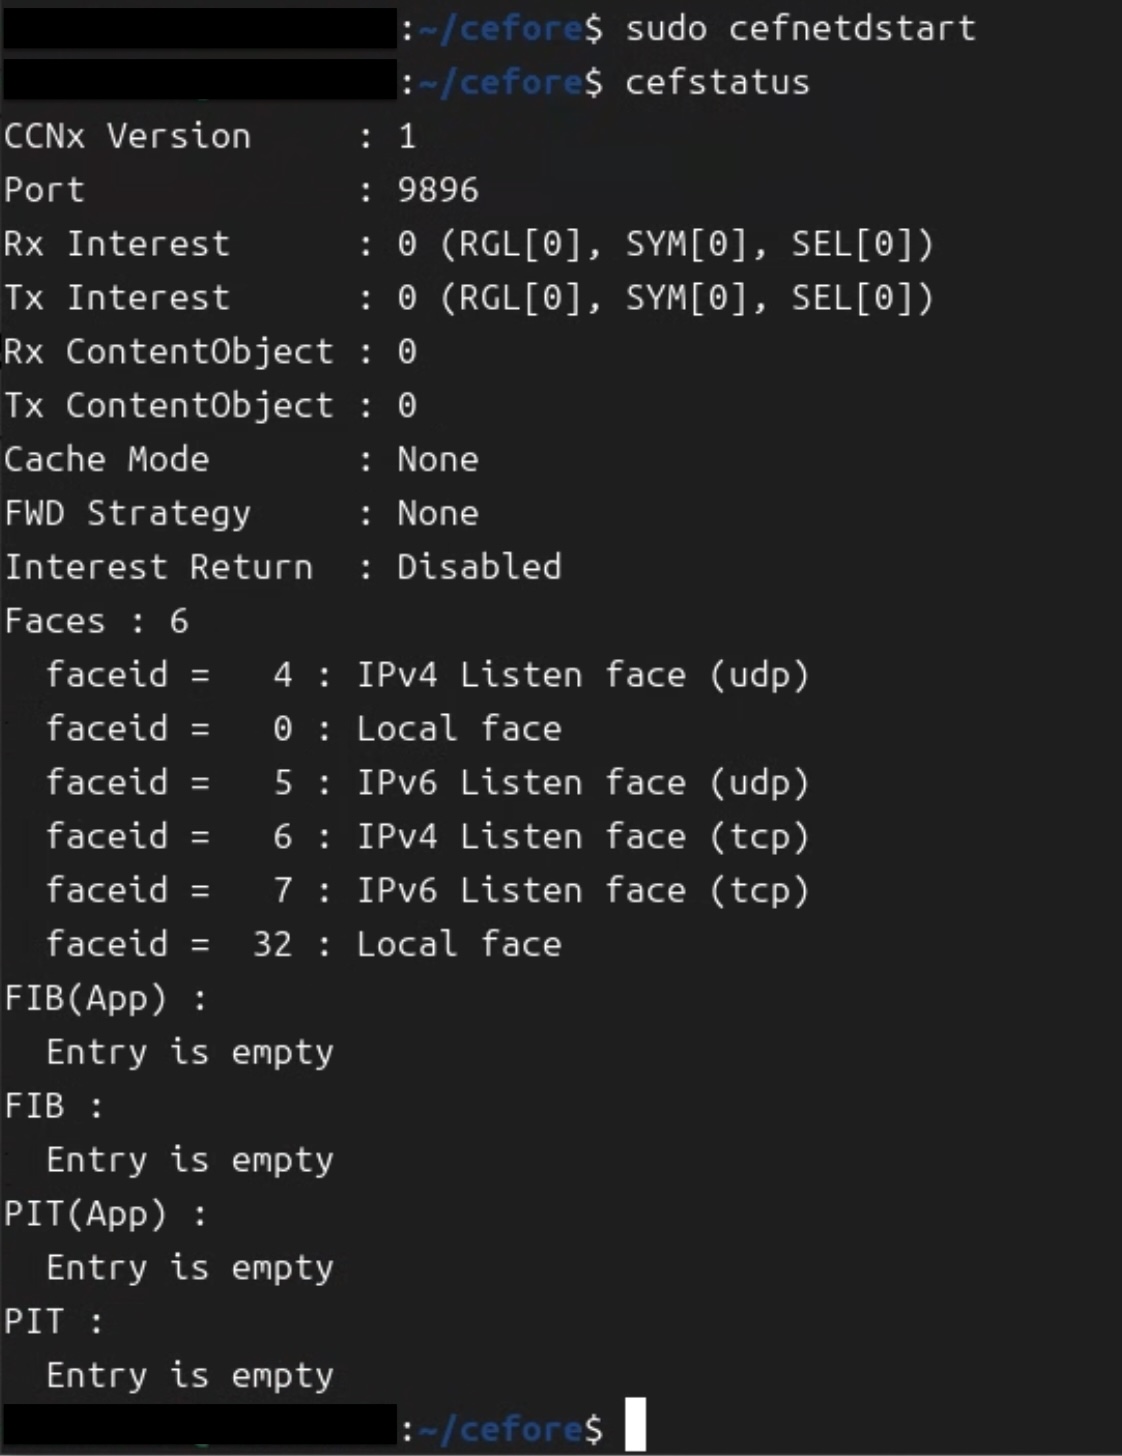 :~/cefore$ sudo cefnetdstart
:~/cefore$ cefstatus
CCNx Version     : 1
Port             : 9896
Rx Interest      : 0 (RGL[0], SYM[0], SEL[0])
Tx Interest      : 0 (RGL[0], SYM[0], SEL[0])
Rx ContentObject : 0
Tx ContentObject : 0
Cache Mode       : None
FWD Strategy     : None
Interest Return  : Disabled
Faces : 6
  faceid =   4 : IPv4 Listen face (udp)
  faceid =   0 : Local face
  faceid =   5 : IPv6 Listen face (udp)
  faceid =   6 : IPv4 Listen face (tcp)
  faceid =   7 : IPv6 Listen face (tcp)
  faceid =  32 : Local face
FIB(App) :
  Entry is empty
FIB :
  Entry is empty
PIT(App) :
  Entry is empty
PIT :
  Entry is empty
:~/cefore$